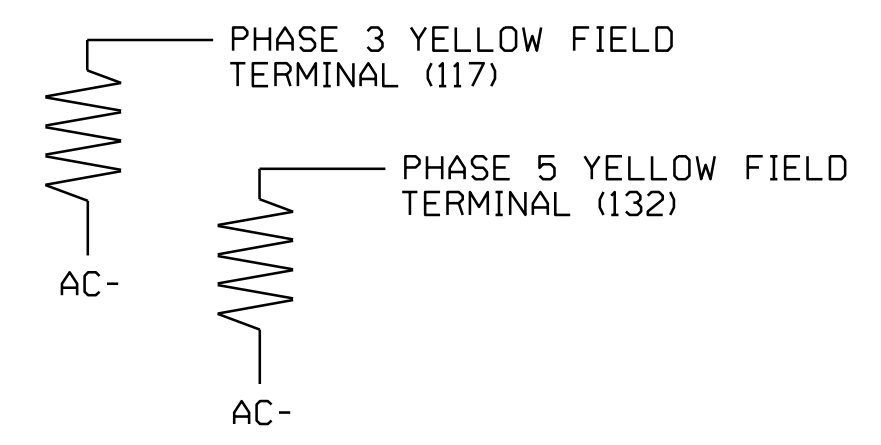 PHASE 3 YELLOW FIELD
TERMINAL (117)
AC-
PHASE 5 YELLOW FIELD
TERMINAL (132)
AC-